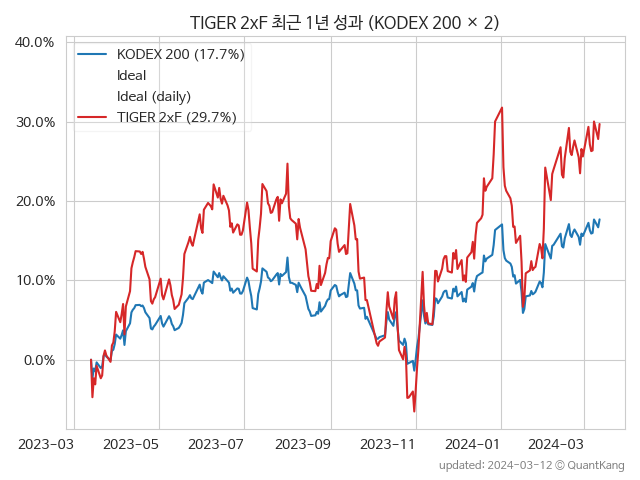 TIGER 2xF 최근 1년 성과 (KODEX 200 × 2)
40.0%
30.0%
20.0%
10.0%
0.0%
KODEX 200 (17.7%)
Ideal
Ideal (daily)
TIGER 2xF (29.7%)
2023-03 2023-05 2023-07 2023-09 2023-11 2024-01 2024-03
updated: 2024-03-12 ⓒ QuantKang